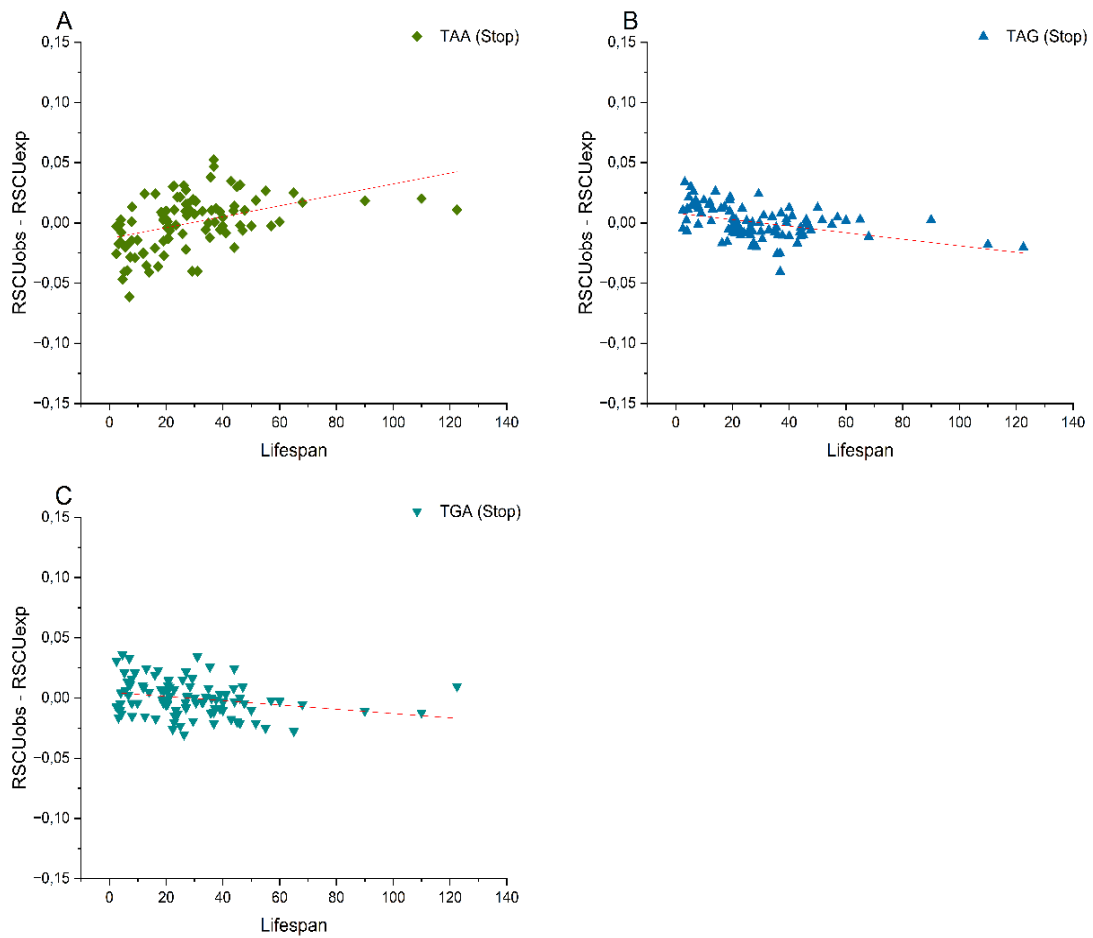 A
TAA (Stop)
0,15
0,10
0,05
0,00
−0,05
−0,10
−0,15
RSCUobs - RSCUexp
0 20 40 60 80 100 120 140
Lifespan
B
TAG (Stop)
0,15
0,10
0,05
0,00
−0,05
−0,10
−0,15
RSCUobs - RSCUexp
0 20 40 60 80 100 120 140
Lifespan
C
TGA (Stop)
0,15
0,10
0,05
0,00
−0,05
−0,10
−0,15
RSCUobs - RSCUexp
0 20 40 60 80 100 120 140
Lifespan